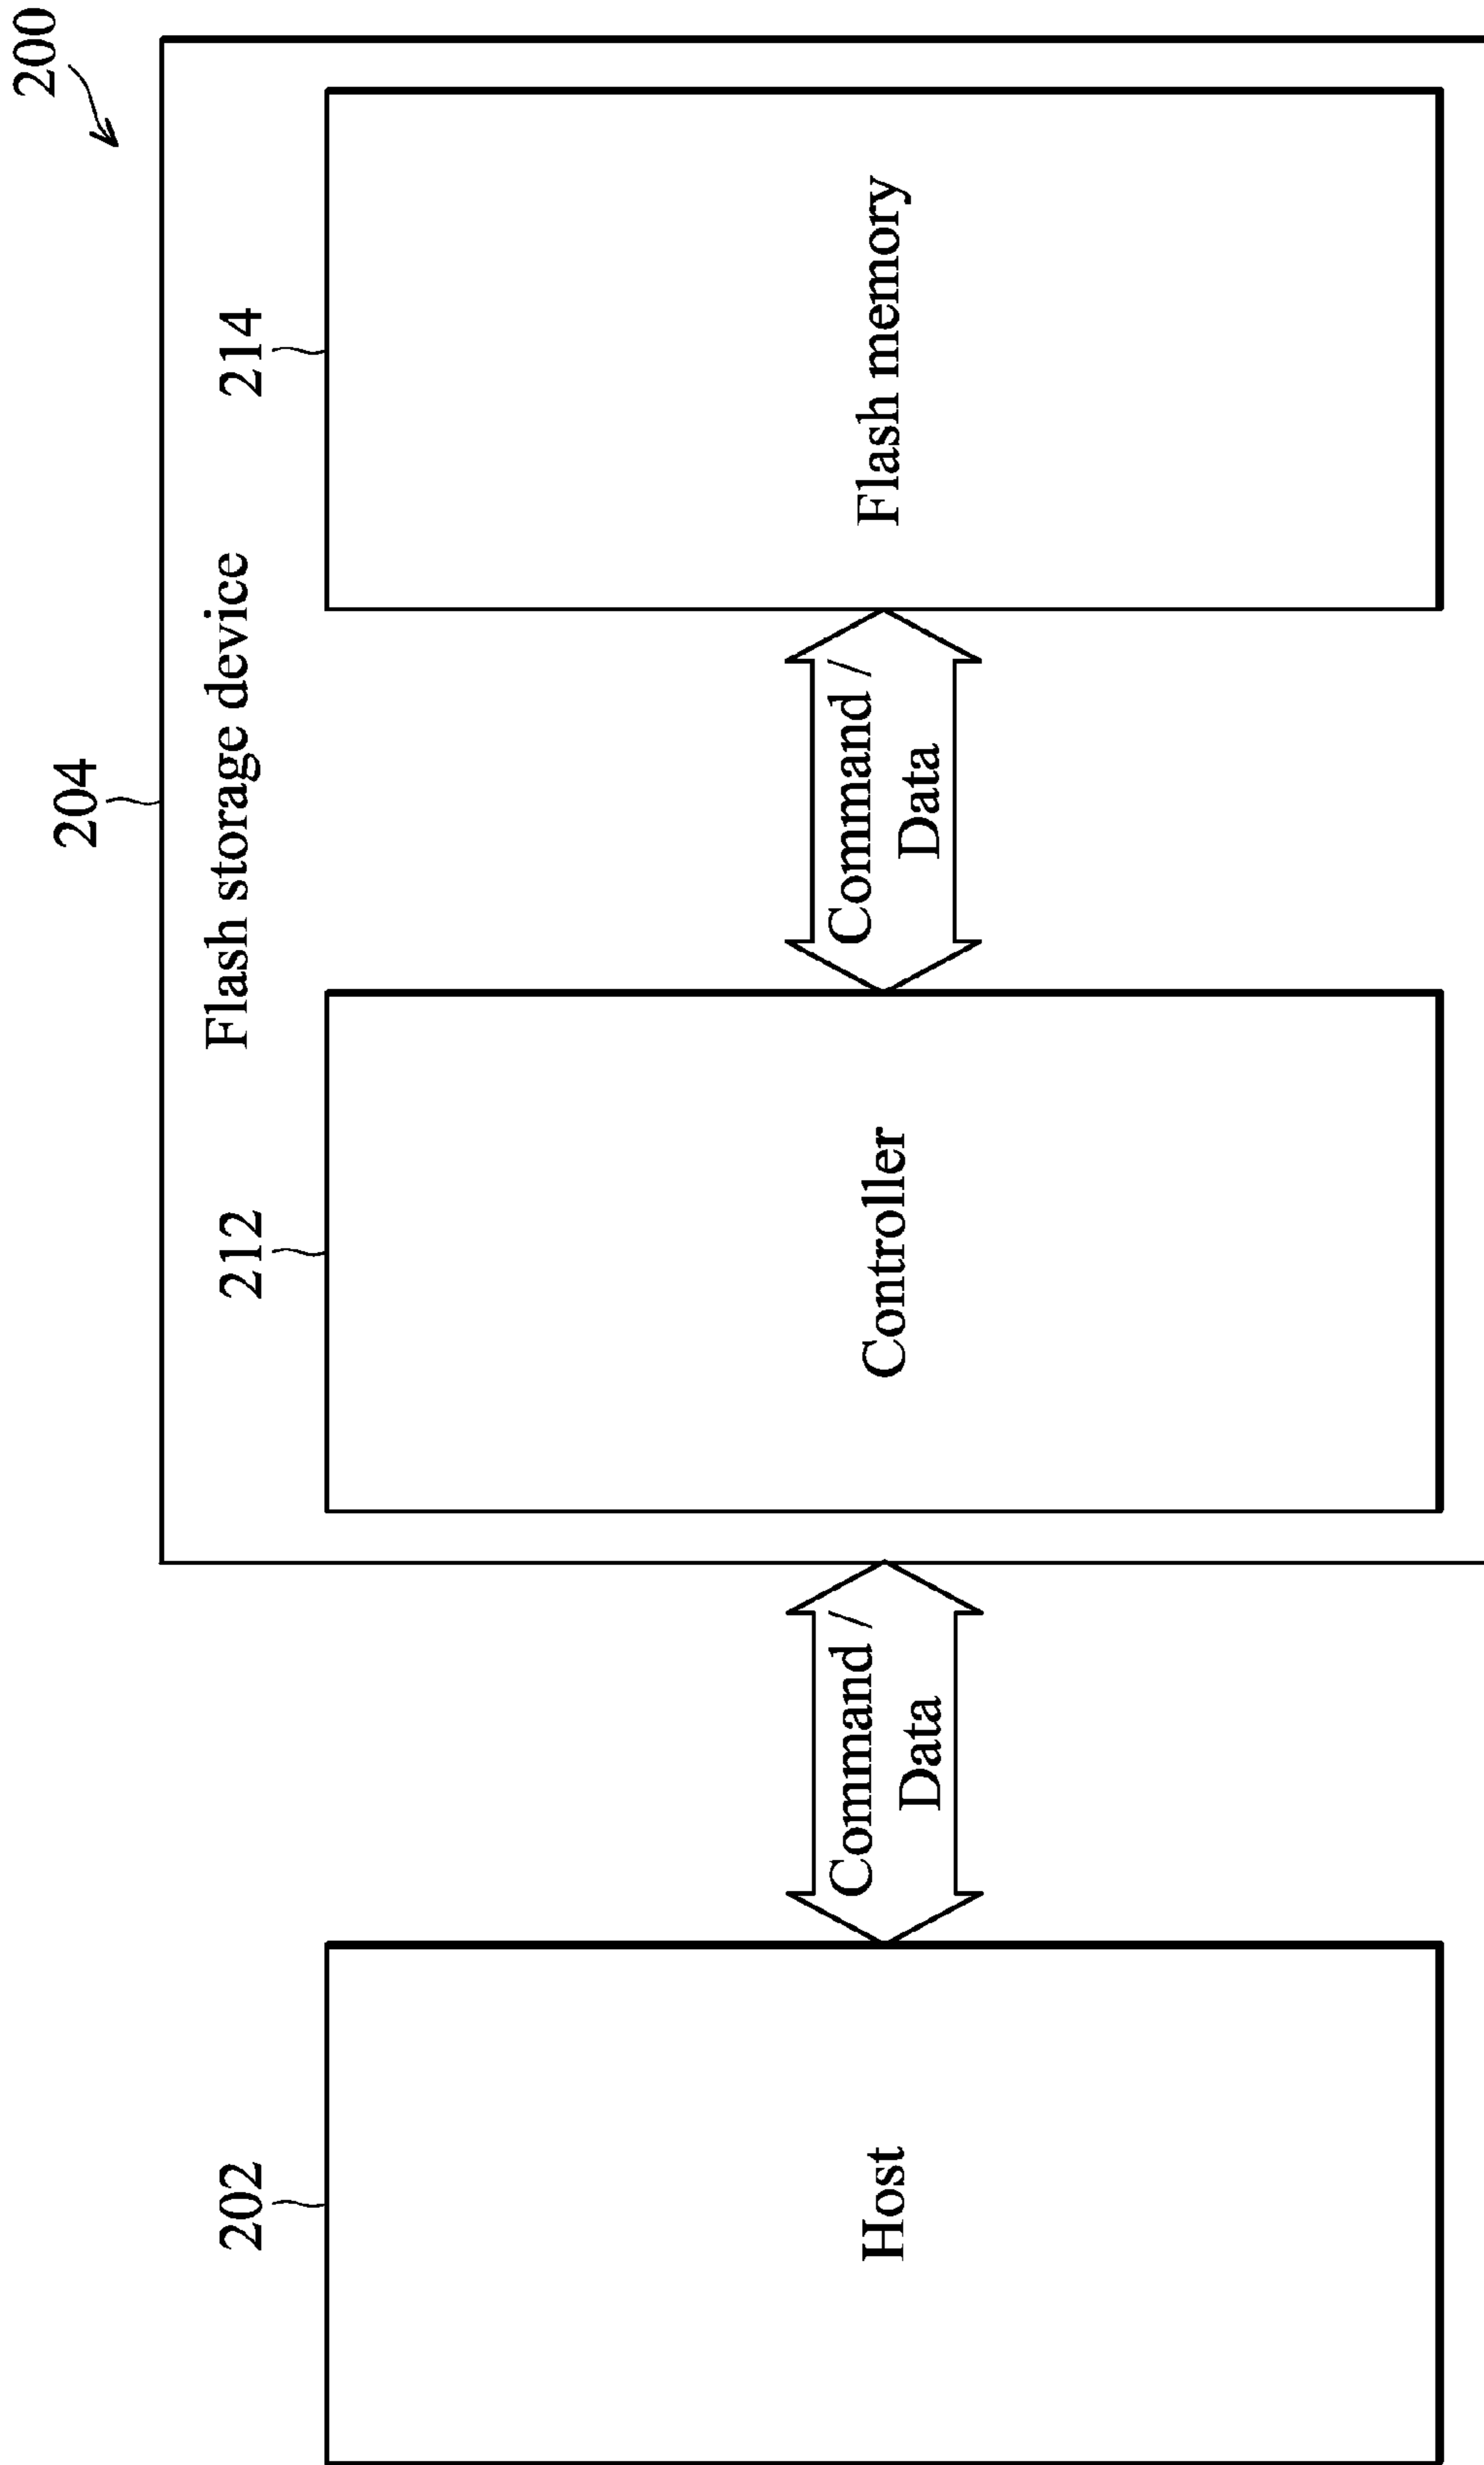 200
204
Flash storage device
202
212
214
Host
Command /
Data
Controller
Command /
Data
Flash memory